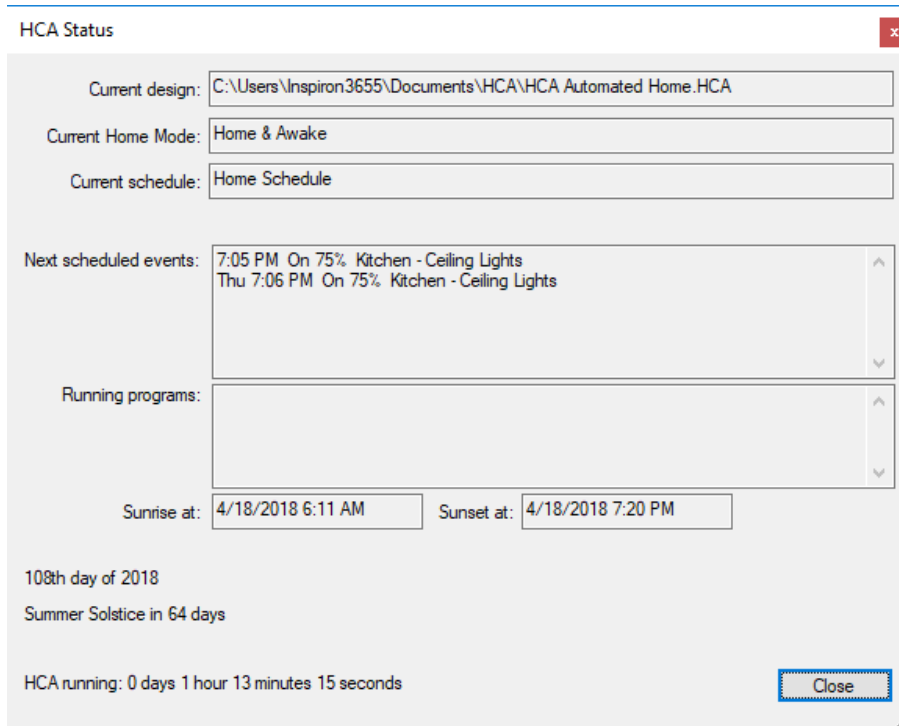 HCA Status
x
Current design: C:\Users\Inspiron3655\Documents\HCA\HCA Automated Home.HCA
Current Home Mode: Home & Awake
Current schedule: Home Schedule
Next scheduled events: 7:05 PM On 75% Kitchen - Ceiling Lights
Thu 7:06 PM On 75% Kitchen - Ceiling Lights
Running programs:
Sunrise at: 4/18/2018 6:11 AM Sunset at: 4/18/2018 7:20 PM
108th day of 2018
Summer Solstice in 64 days
HCA running: 0 days 1 hour 13 minutes 15 seconds Close